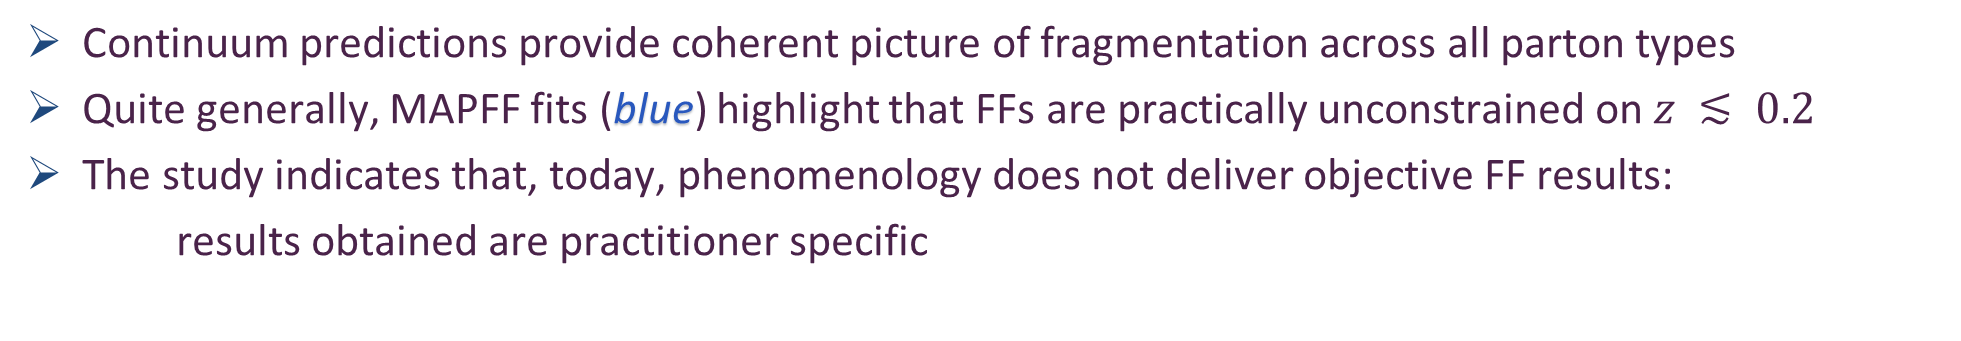 ➢ Continuum predictions provide coherent picture of fragmentation across all parton types
➢ Quite generally, MAPFF fits (blue) highlight that FFs are practically unconstrained on z ⪅ 0.2
➢ The study indicates that, today, phenomenology does not deliver objective FF results:
results obtained are practitioner specific